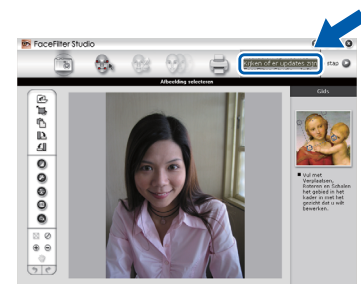 FaceFilter Studio
Kijken of er updates zijn
stap
Afbeelding selecteren
Gids
Vul met
Verplaatsen,
Roteren en Schalen
het gebied in het
kader in met het
gezicht dat u wilt
bewerken.